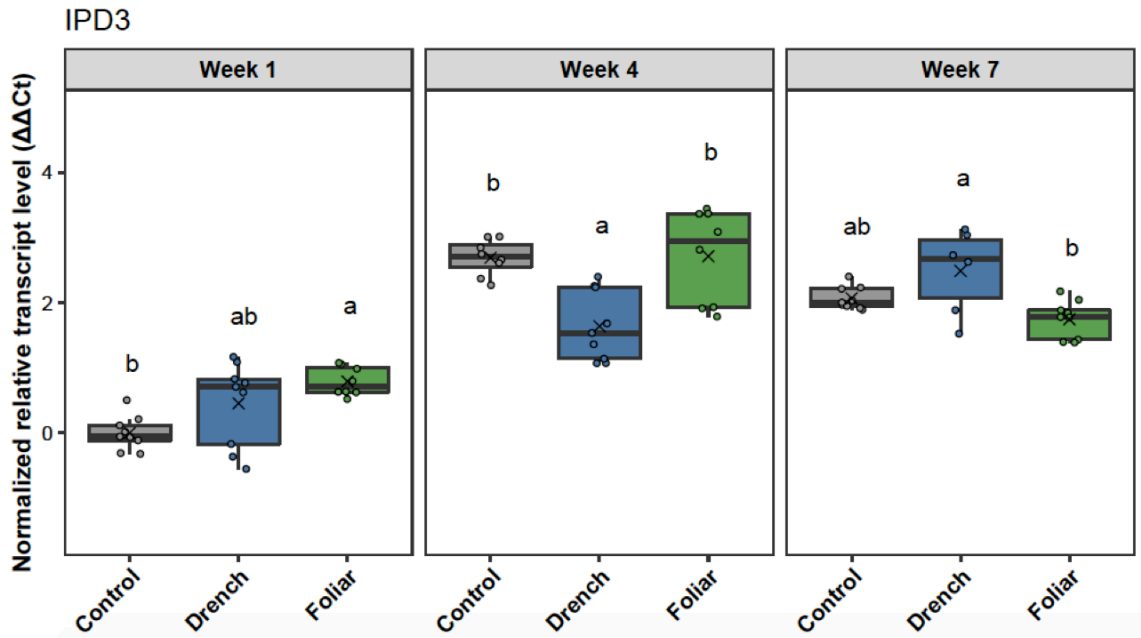 IPD3
Week 1 Week 4 Week 7
Normalized relative transcript level (ΔΔCt)
4
2
0
b ab a
b a b
ab a b
Control Drench Foliar Control Drench Foliar Control Drench Foliar